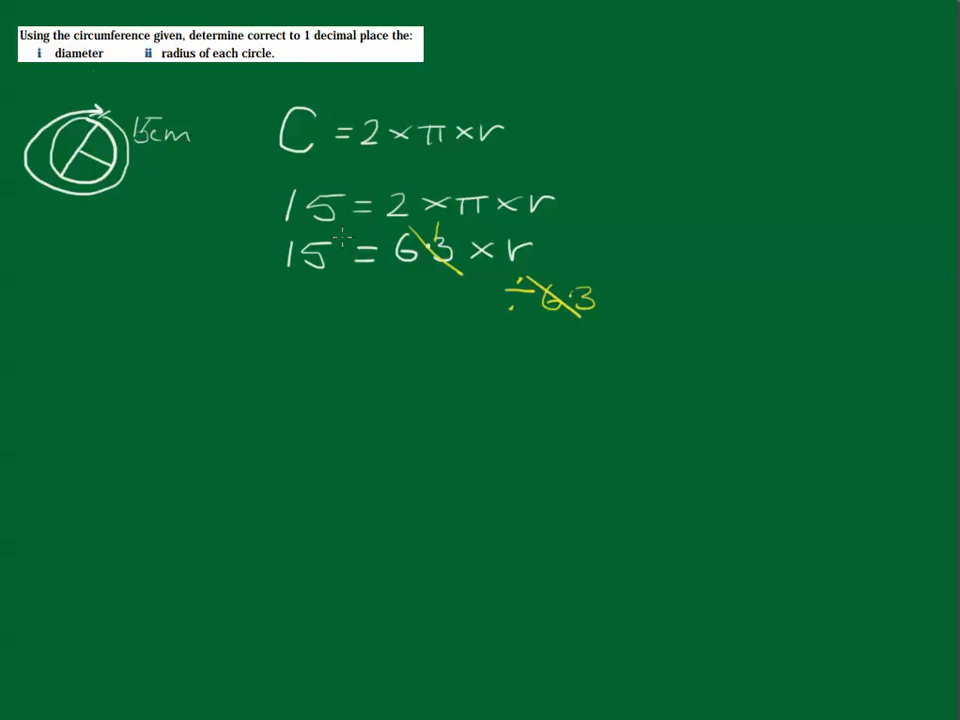 Using the circumference given, determine correct to 1 decimal place the:
i diameter ii radius of each circle.
15cm
C = 2 × π × r
15 = 2 × π × r
15 = 6.3 × r
÷ 6.3